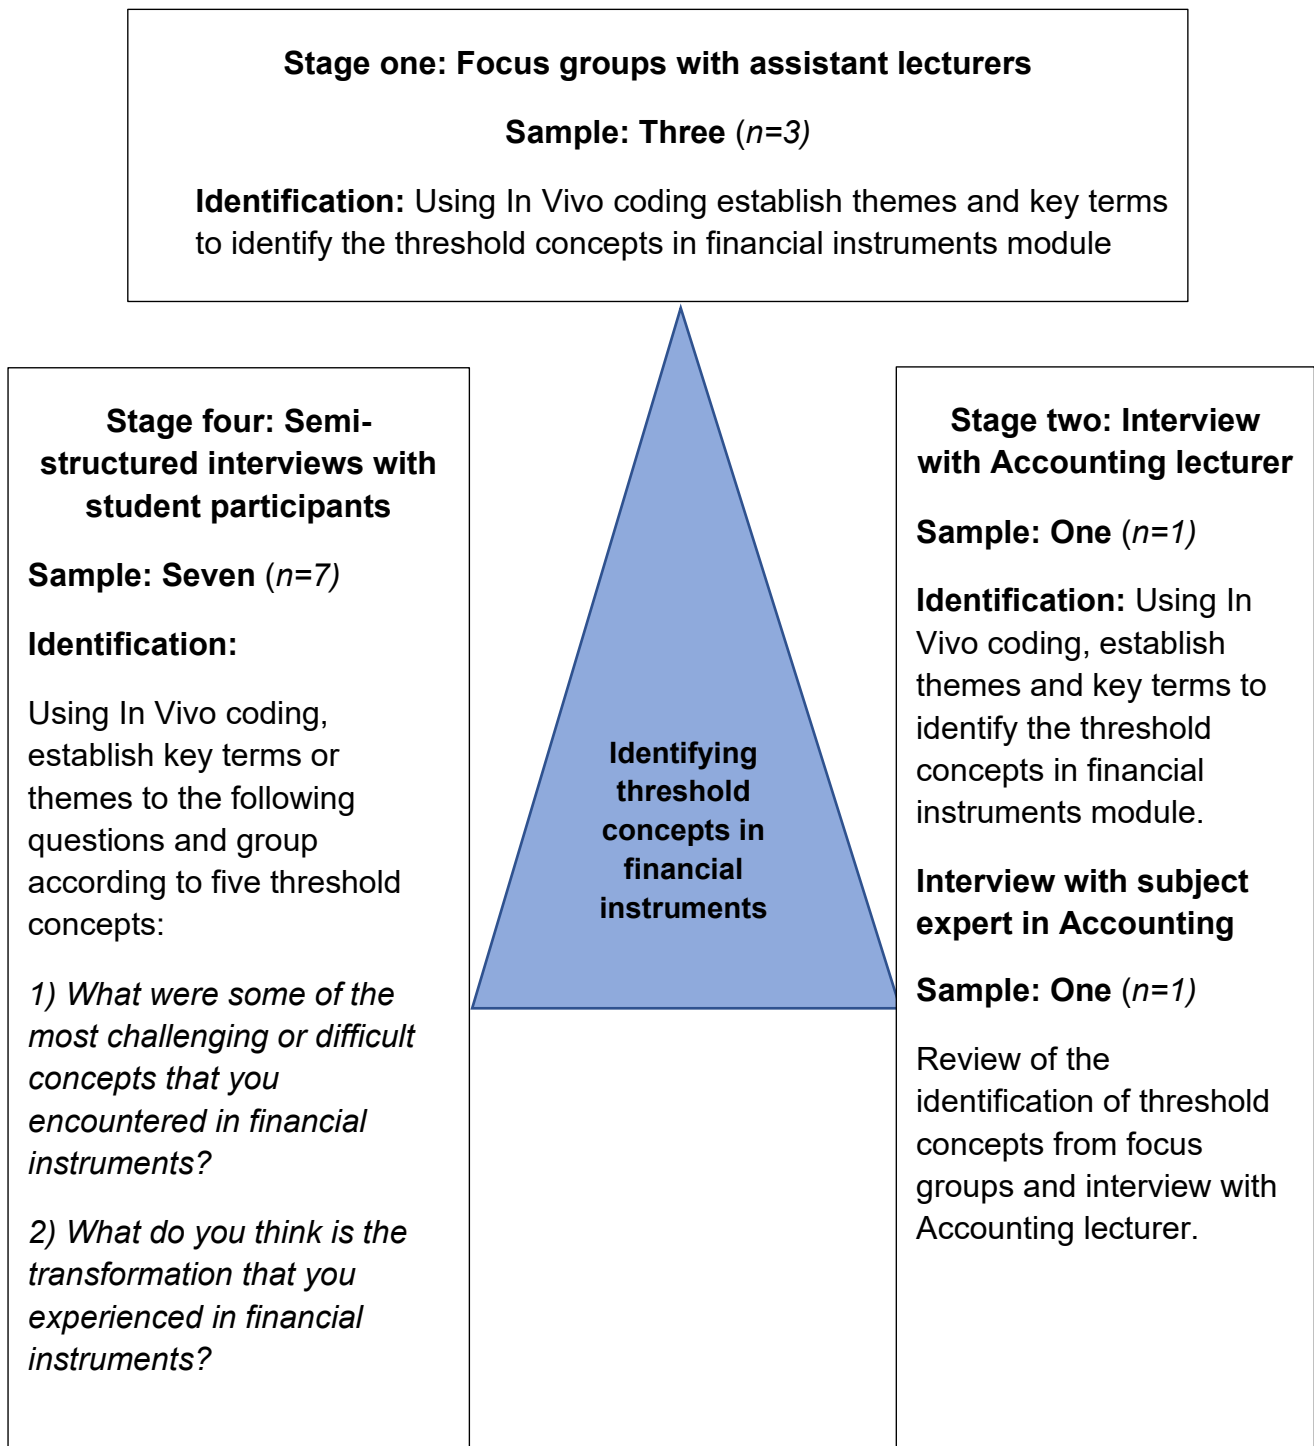 Stage one: Focus groups with assistant lecturers
Sample: Three (n=3)
Identification: Using In Vivo coding establish themes and key terms
to identify the threshold concepts in financial instruments module
Stage four: Semi-
structured interviews with
student participants
Sample: Seven (n=7)
Identification:
Using In Vivo coding,
establish key terms or
themes to the following
questions and group
according to five threshold
concepts:
1) What were some of the
most challenging or difficult
concepts that you
encountered in financial
instruments?
2) What do you think is the
transformation that you
experienced in financial
instruments?
Identifying
threshold
concepts in
financial
instruments
Stage two: Interview
with Accounting lecturer
Sample: One (n=1)
Identification: Using In
Vivo coding, establish
themes and key terms to
identify the threshold
concepts in financial
instruments module.
Interview with subject
expert in Accounting
Sample: One (n=1)
Review of the
identification of threshold
concepts from focus
groups and interview with
Accounting lecturer.